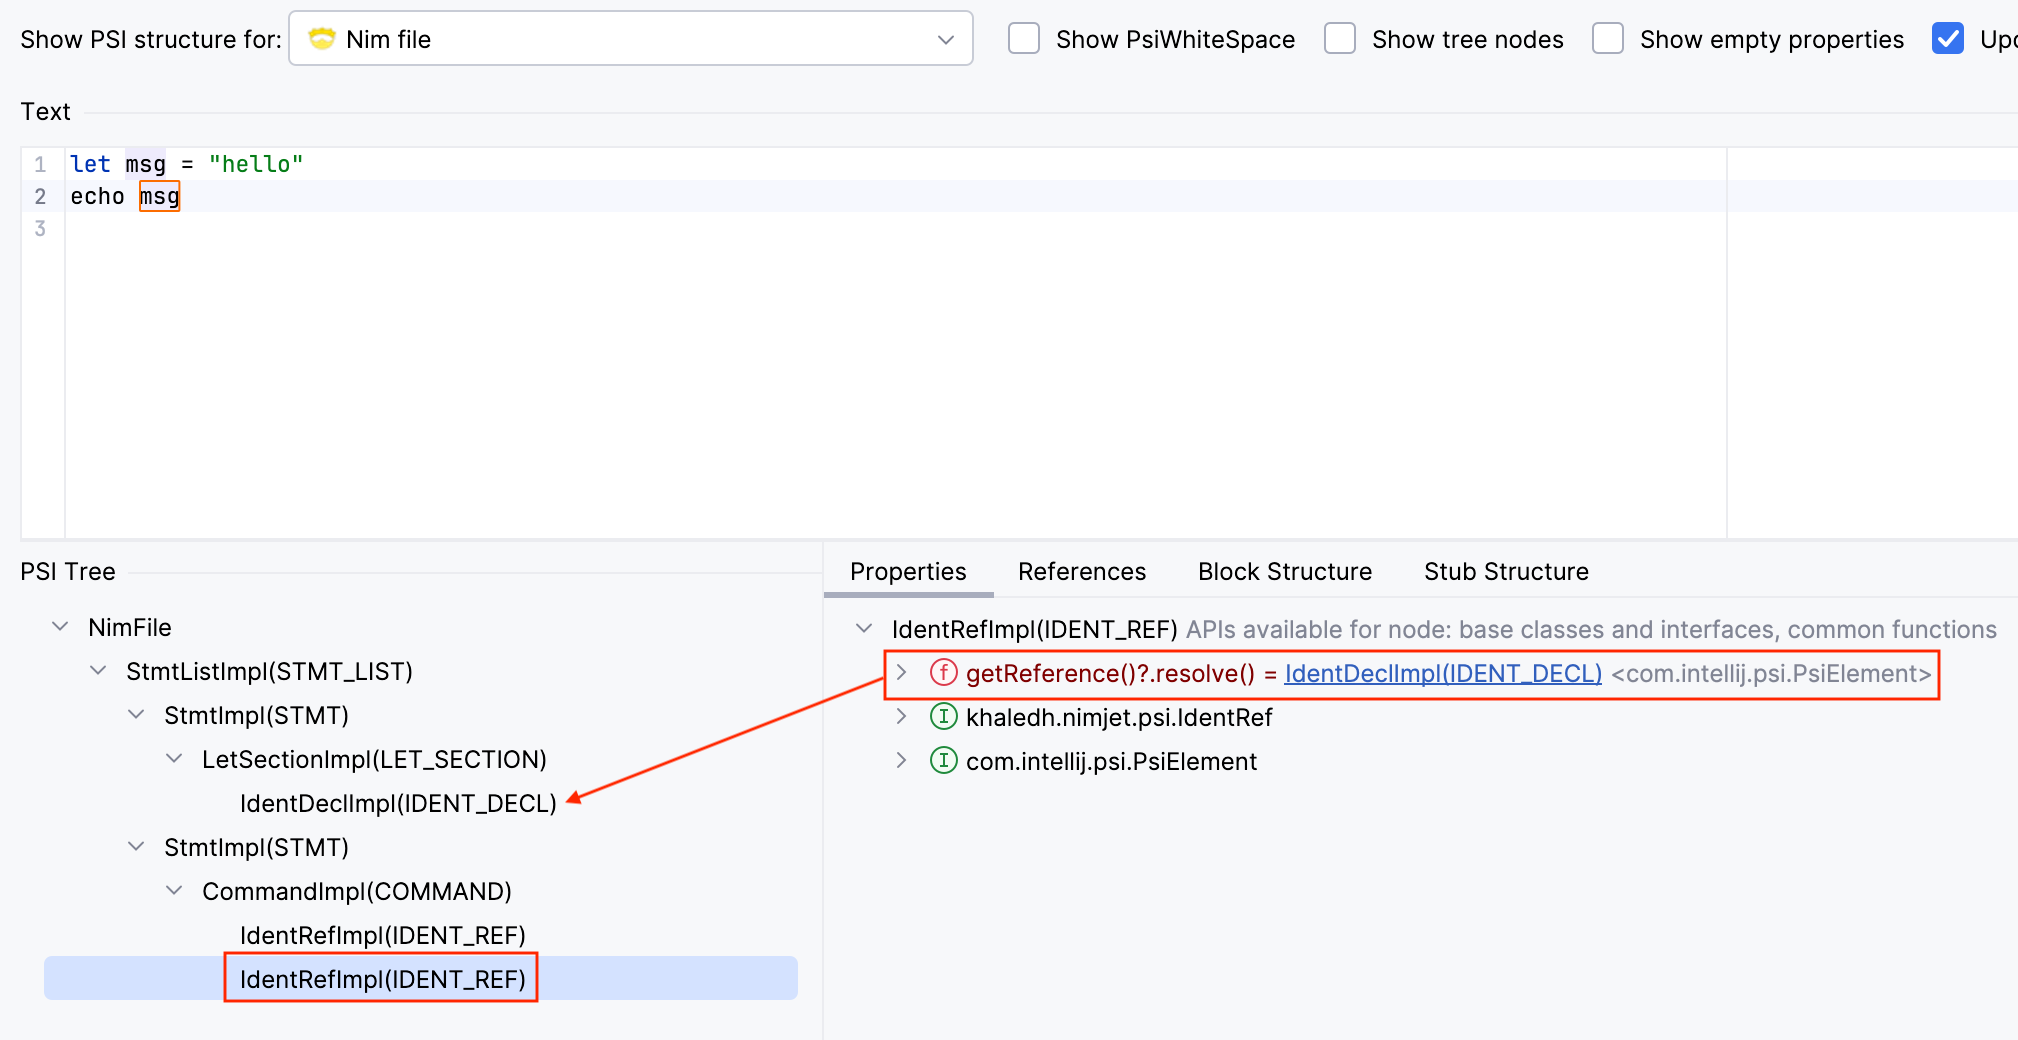 Show PSI structure for: Nim file Show PsiWhiteSpace Show tree nodes Show empty properties
Text
1 let msg = "hello"
2 echo msg
3
PSI Tree
NimFile
StmtListImpl(STMT_LIST)
StmtImpl(STMT)
LetSectionImpl(LET_SECTION)
IdentDeclImpl(IDENT_DECL)
StmtImpl(STMT)
CommandImpl(COMMAND)
IdentRefImpl(IDENT_REF)
IdentRefImpl(IDENT_REF)
Properties References Block Structure Stub Structure
IdentRefImpl(IDENT_REF) APIs available for node: base classes and interfaces, common functions
f getReference()?.resolve() = IdentDeclImpl(IDENT_DECL) <com.intellij.psi.PsiElement>
I khaledh.nimjet.psi.IdentRef
I com.intellij.psi.PsiElement